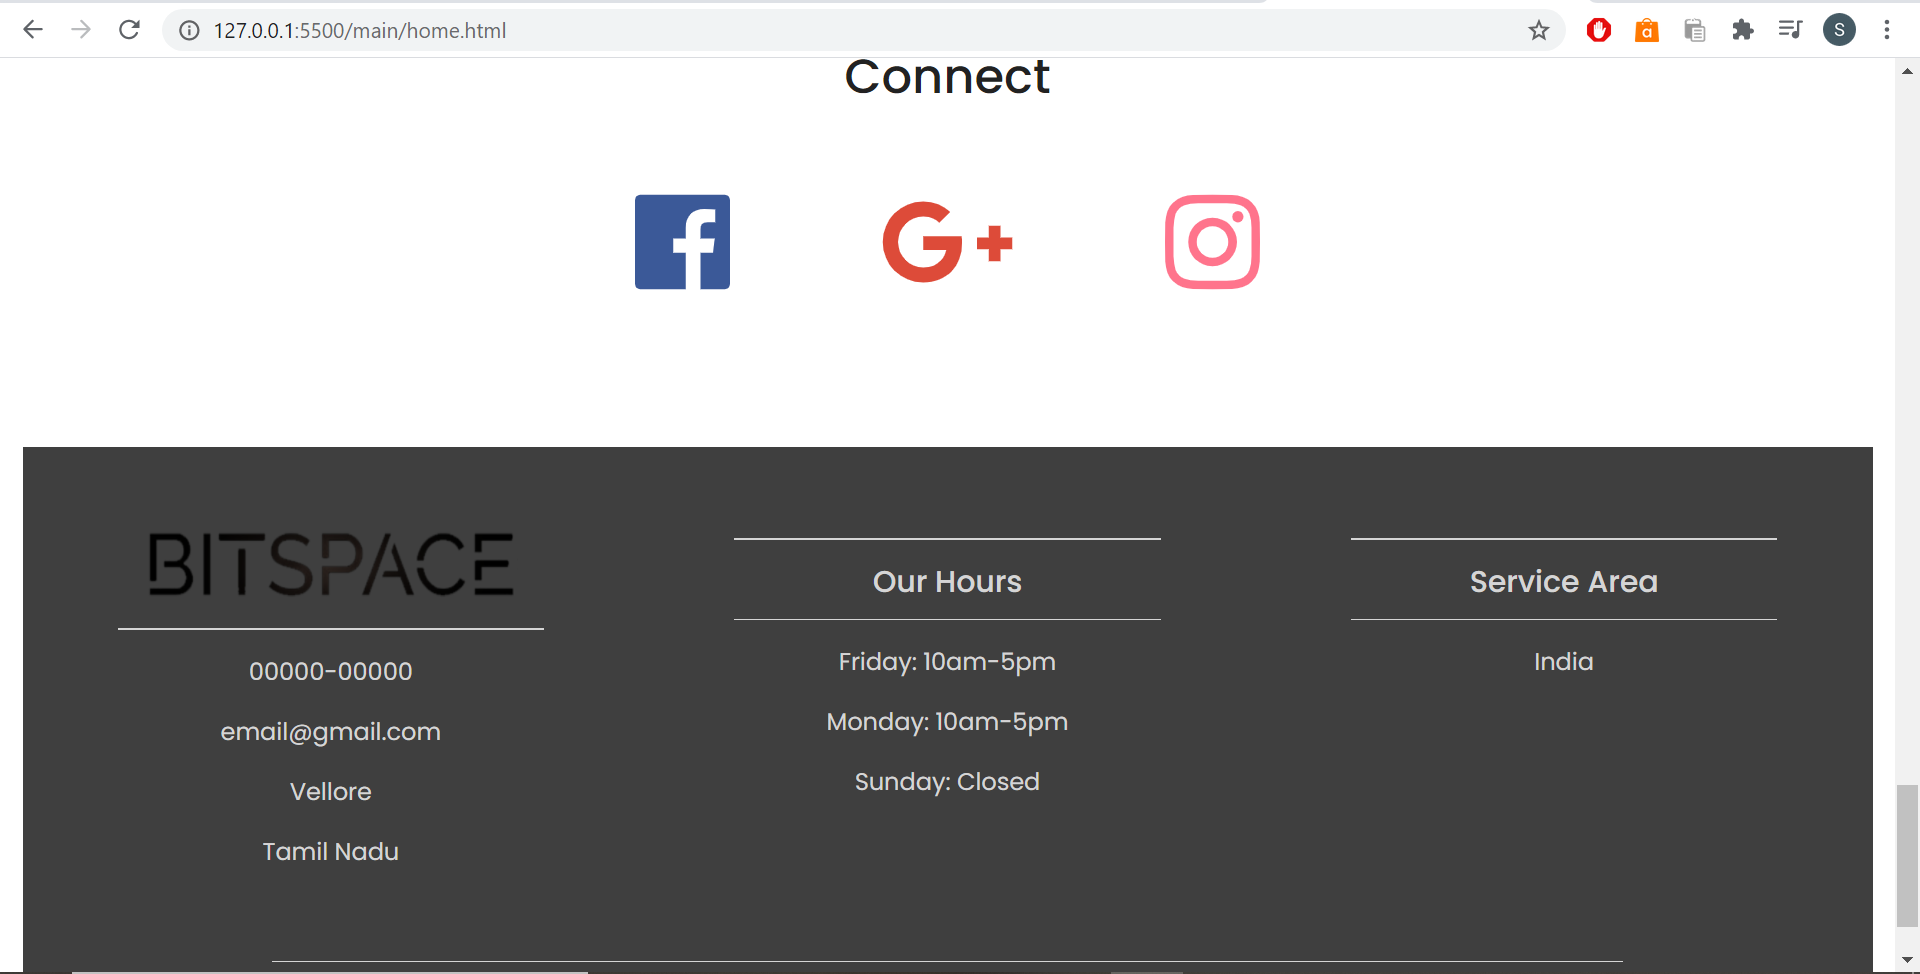 127.0.0.1:5500/main/home.html
a
S
Connect
f
G+
BITSPACE
00000-00000
email@gmail.com
Vellore
Tamil Nadu
Our Hours
Friday: 10am-5pm
Monday: 10am-5pm
Sunday: Closed
Service Area
India